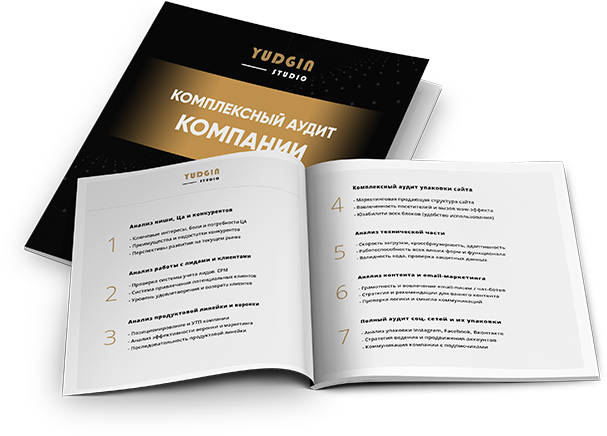 YUDGIN
STUDIO
КОМПЛЕКСНЫЙ АУДИТ
КОМПАНИИ
YUDGIN
STUDIO
1
Анализ ниши, Ца и конкурентов
- Ключевые интересы, боли и потребности ЦА
- Преимущества и недостатки конкурентов
- Перспективы развития на текущем рынке
2
Анализ работы с лидами и клиентами
- Проверка системы учета лидов. СРМ
- Система привлечения потенциальных клиентов
- Уровень удовлетворения и возврата клиентов
3
Анализ продуктовой линейки и воронки
- Позиционирование и УТП компании
- Анализ эффективности воронки и маркетинга
- Последовательность продуктовой линейки
4
Комплексный аудит упаковки сайта
- Маркетинговая продающая структура сайта
- Вовлеченность посетителей и вызов wow-эффекта
- Юзабилити всех блоков (удобство использования)
5
Анализ технической части
- Скорость загрузки, кроссбраузерность, адаптивность
- Работоспособность всех ваших форм и функционала
- Валидность кода, проверка защитных данных
6
Анализ контента и email-маркетинга
- Грамотность и вовлечение email-писем / чат-ботов
- Стратегия и рекомендации для вашего контента
- Проверка логики и смысла коммуникаций
7
Полный аудит соц. сетей и их упаковки
- Анализ упаковки Instagram, Facebook, Вконтакте
- Стратегия ведения и продвижения аккаунтов
- Коммуникация компании с подписчиками